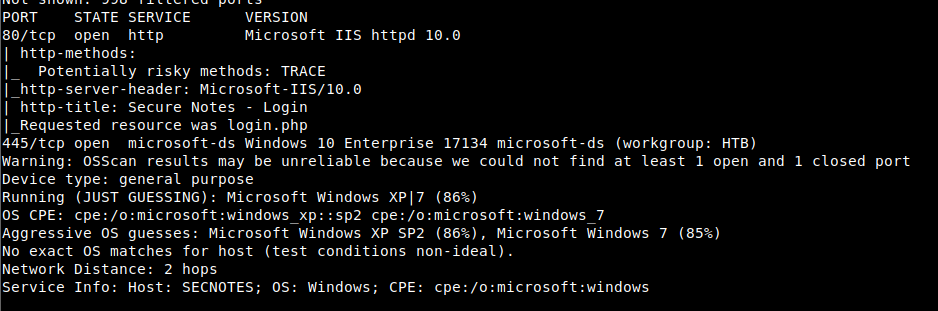 Not shown: 998 filtered ports
PORT    STATE SERVICE      VERSION
80/tcp  open  http         Microsoft IIS httpd 10.0
| http-methods:
|_  Potentially risky methods: TRACE
|_http-server-header: Microsoft-IIS/10.0
| http-title: Secure Notes - Login
|_Requested resource was login.php
445/tcp open  microsoft-ds Windows 10 Enterprise 17134 microsoft-ds (workgroup: HTB)
Warning: OSScan results may be unreliable because we could not find at least 1 open and 1 closed port
Device type: general purpose
Running (JUST GUESSING): Microsoft Windows XP|7 (86%)
OS CPE: cpe:/o:microsoft:windows_xp::sp2 cpe:/o:microsoft:windows_7
Aggressive OS guesses: Microsoft Windows XP SP2 (86%), Microsoft Windows 7 (85%)
No exact OS matches for host (test conditions non-ideal).
Network Distance: 2 hops
Service Info: Host: SECNOTES; OS: Windows; CPE: cpe:/o:microsoft:windows